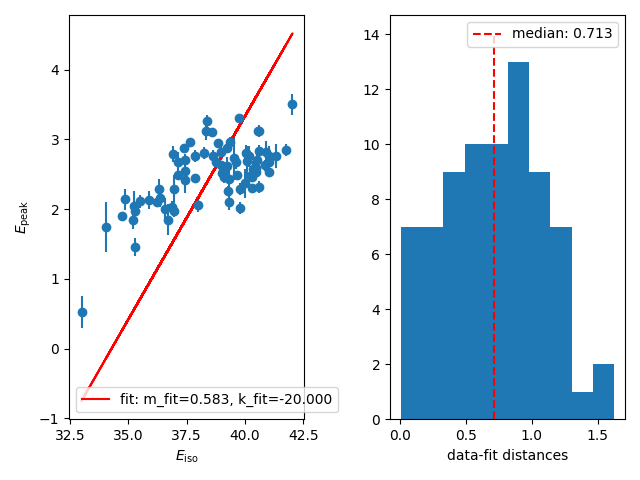 4
3
2
1
0
−1
E_peak
32.5 35.0 37.5 40.0 42.5
E_iso
fit: m_fit=0.583, k_fit=-20.000
14
12
10
8
6
4
2
0
0.0 0.5 1.0 1.5
data-fit distances
median: 0.713